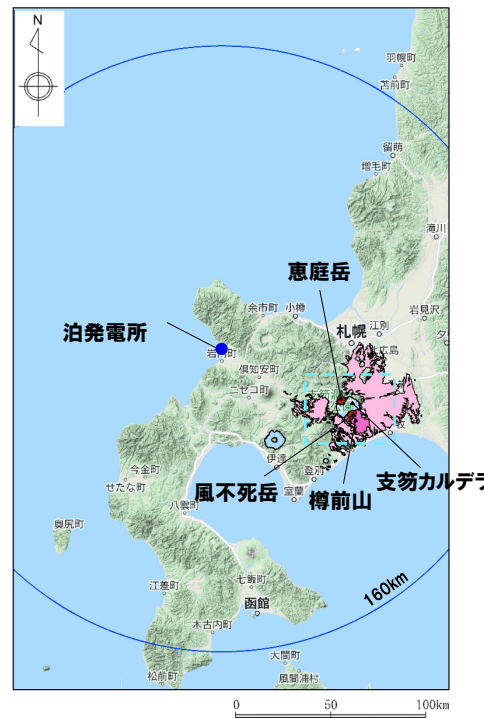 N
羽幌町
苫前町
留萌
増毛町
滝川
恵庭岳
余市町
小樽
岩見沢
江別
札幌
泊発電所
北広島
岩内町
倶知安町
ニセコ町
伊達
登別
室蘭
風不死岳
樽前山
支笏カルデラ
今金町
せたな町
八雲町
奥尻町
160km
七飯町
江差町
函館
木古内町
松前町
大間町
風間浦村
0 50 100km